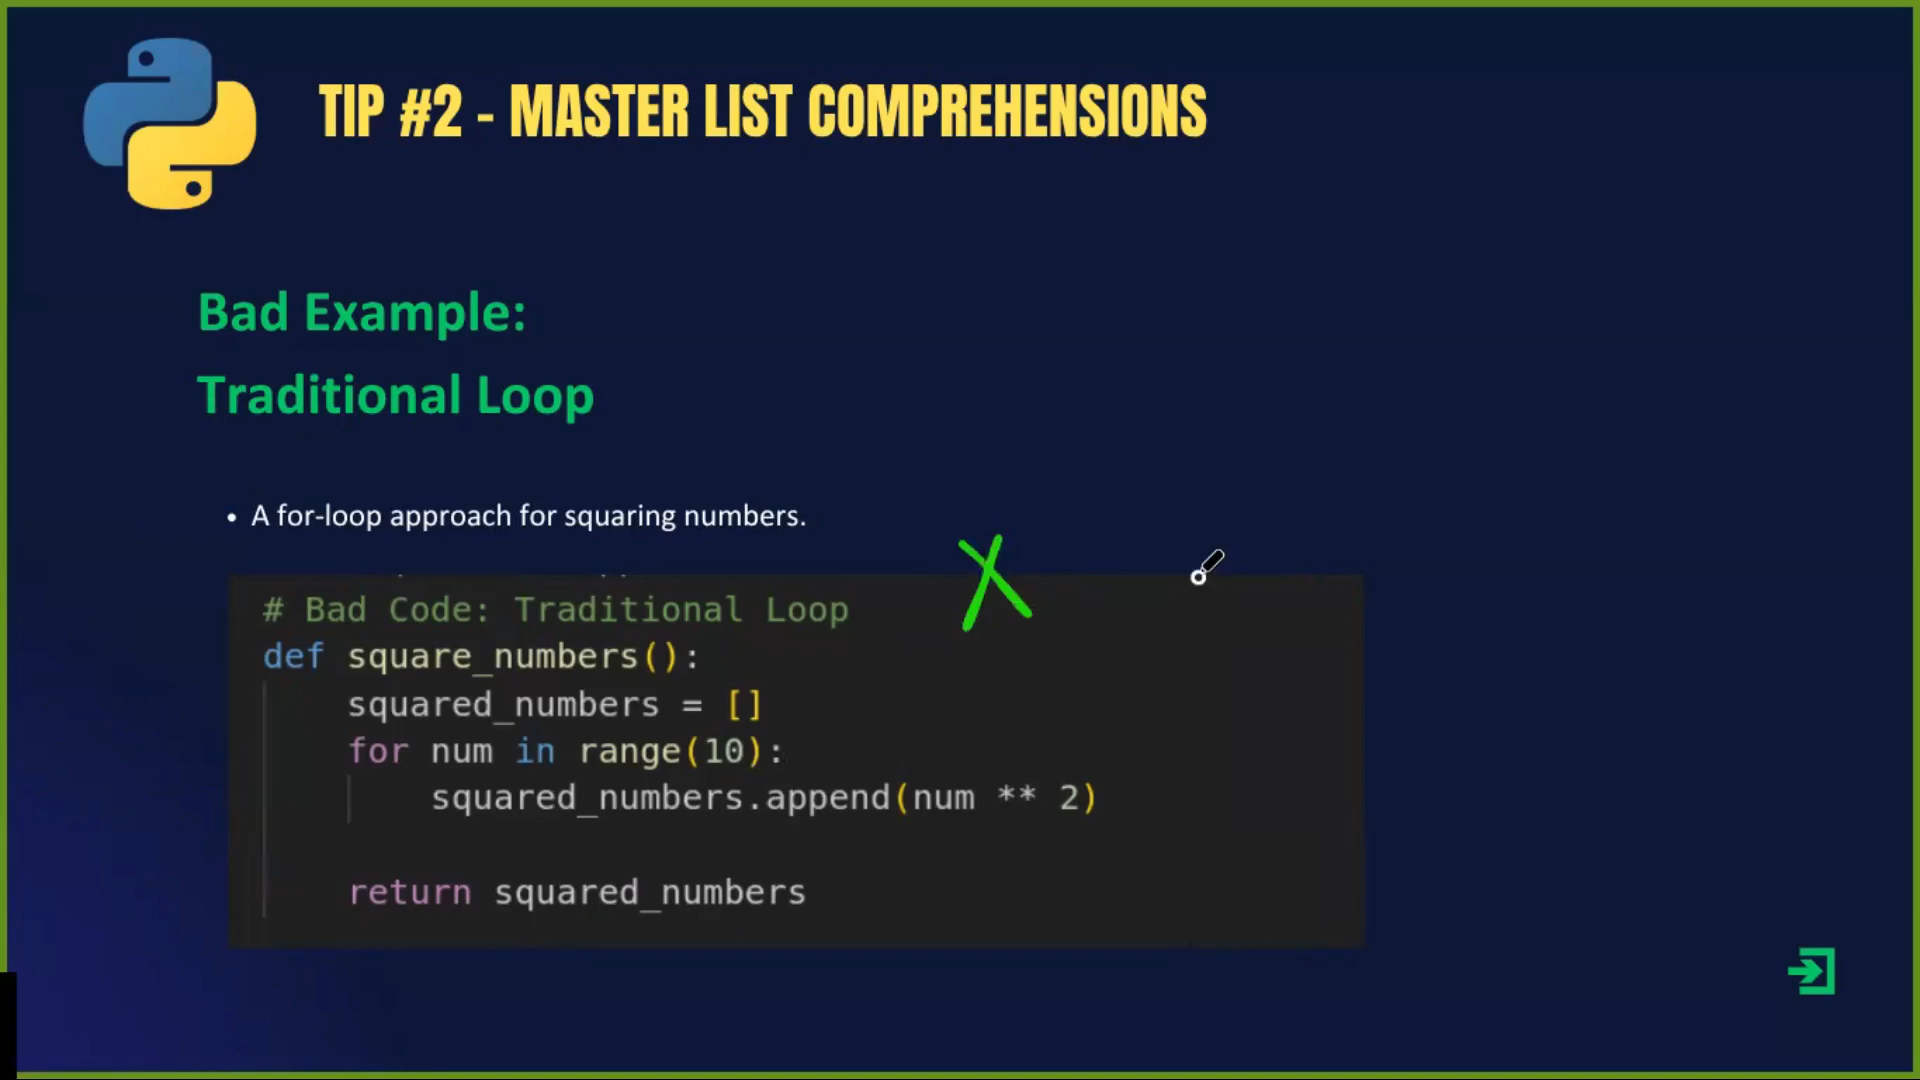 TIP #2 - MASTER LIST COMPREHENSIONS
Bad Example:
Traditional Loop
• A for-loop approach for squaring numbers.
# Bad Code: Traditional Loop
def square_numbers():
    squared_numbers = []
    for num in range(10):
        squared_numbers.append(num ** 2)
    return squared_numbers